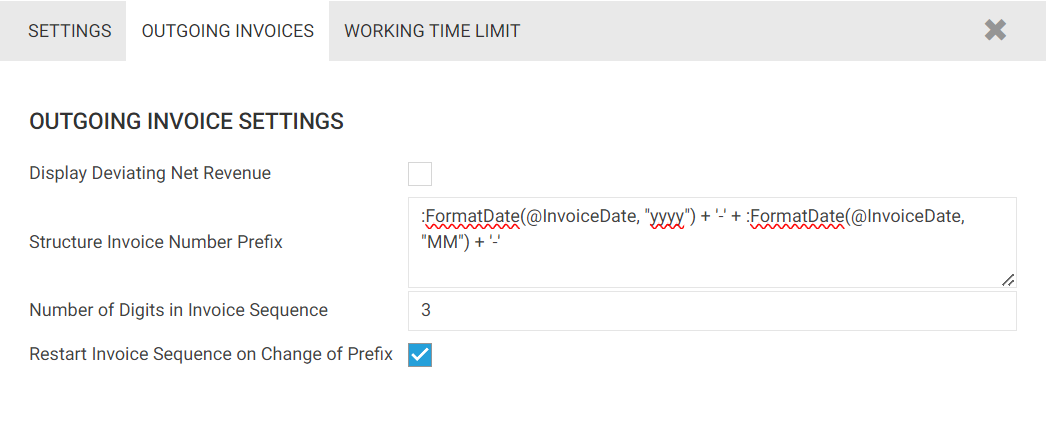 SETTINGS OUTGOING INVOICES WORKING TIME LIMIT
OUTGOING INVOICE SETTINGS
Display Deviating Net Revenue
Structure Invoice Number Prefix
:FormatDate(@InvoiceDate, "yyyy") + '-' + :FormatDate(@InvoiceDate,
"MM") + '-'
Number of Digits in Invoice Sequence 3
Restart Invoice Sequence on Change of Prefix